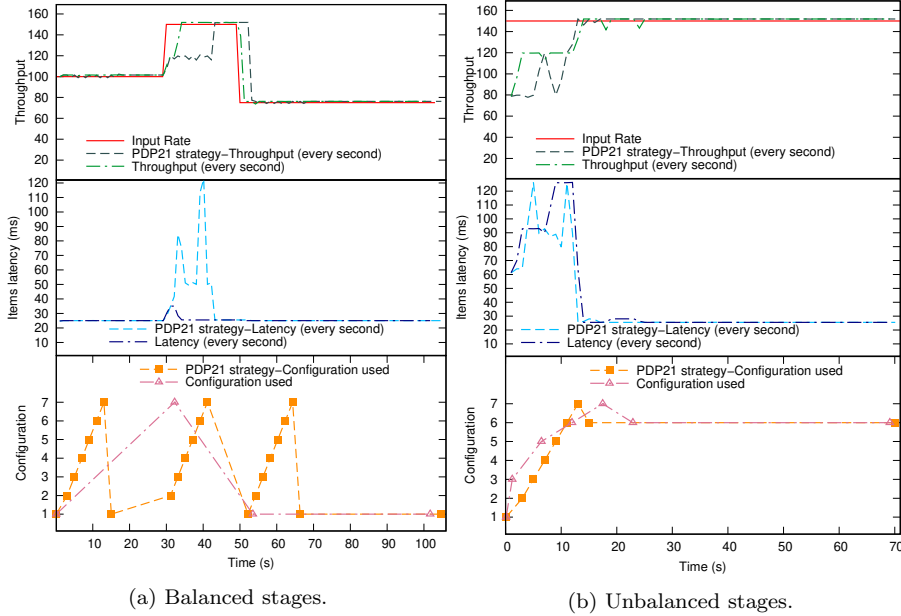 160
140
120
100
80
60
40
20
Throughput
Input Rate
PDP21 strategy−Throughput (every second)
Throughput (every second)
120
110
100
90
80
70
60
50
40
30
20
10
Items latency (ms)
PDP21 strategy−Latency (every second)
Latency (every second)
7
6
5
4
3
2
1
Configuration
PDP21 strategy−Configuration used
Configuration used
10 20 30 40 50 60 70 80 90 100
Time (s)
(a) Balanced stages.
160
140
120
100
80
60
40
20
Throughput
Input Rate
PDP21 strategy−Throughput (every second)
Throughput (every second)
120
110
100
90
80
70
60
50
40
30
20
10
Items latency (ms)
PDP21 strategy−Latency (every second)
Latency (every second)
7
6
5
4
3
2
1
Configuration
PDP21 strategy−Configuration used
Configuration used
0 10 20 30 40 50 60 70
Time (s)
(b) Unbalanced stages.